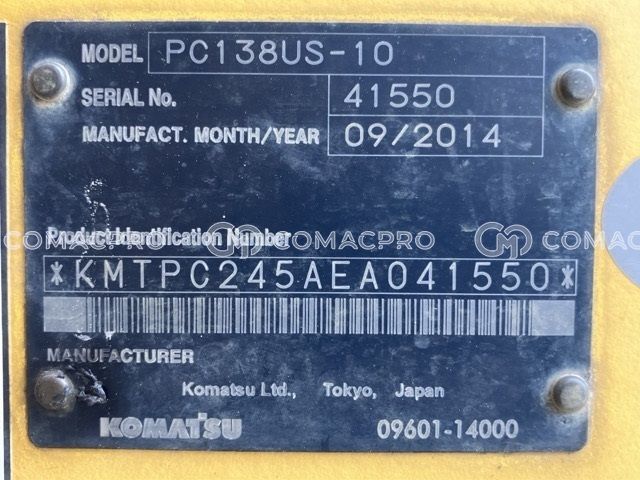 MODEL PC138US-10
SERIAL No. 41550
MANUFACT. MONTH/YEAR 09/2014
Product Identification Number
COMACPRO COMACPRO
*KMTPC245AEA041550*
MANUFACTURER
Komatsu Ltd., Tokyo, Japan
KOMATSU 09601-14000